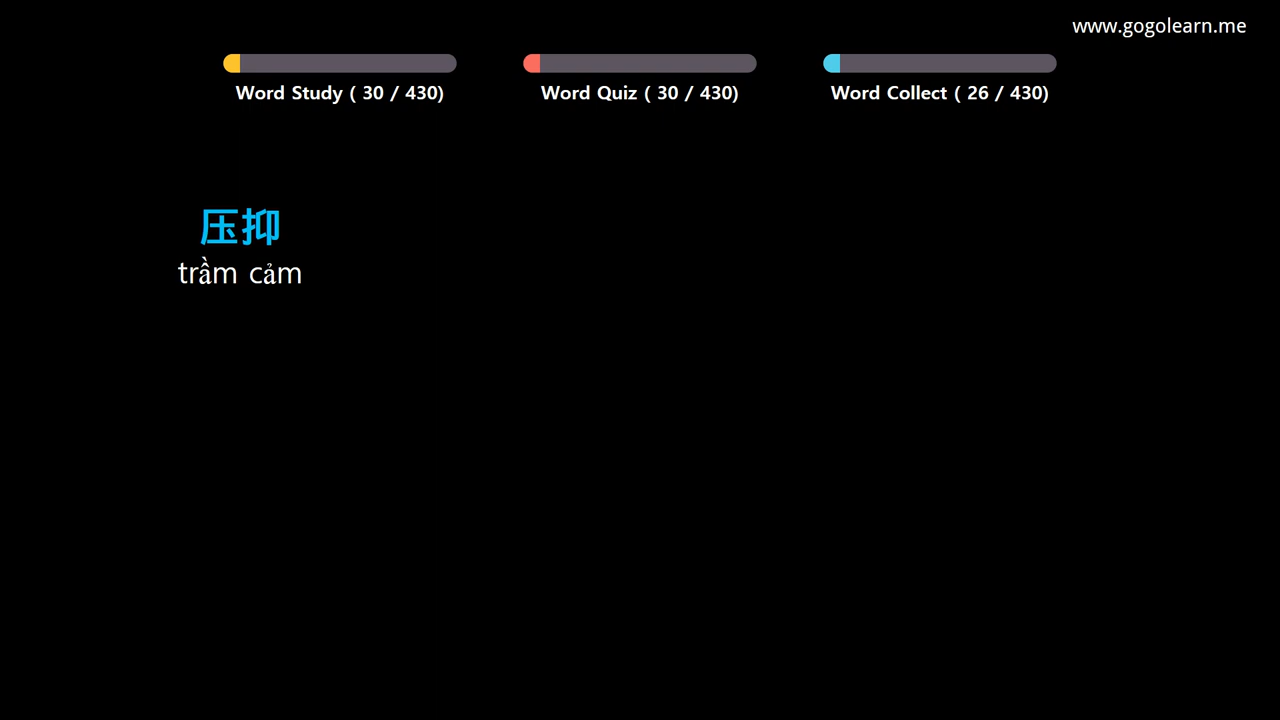 www.gogolearn.me
Word Study ( 30 / 430)
Word Quiz ( 30 / 430)
Word Collect ( 26 / 430)
压抑
trầm cảm